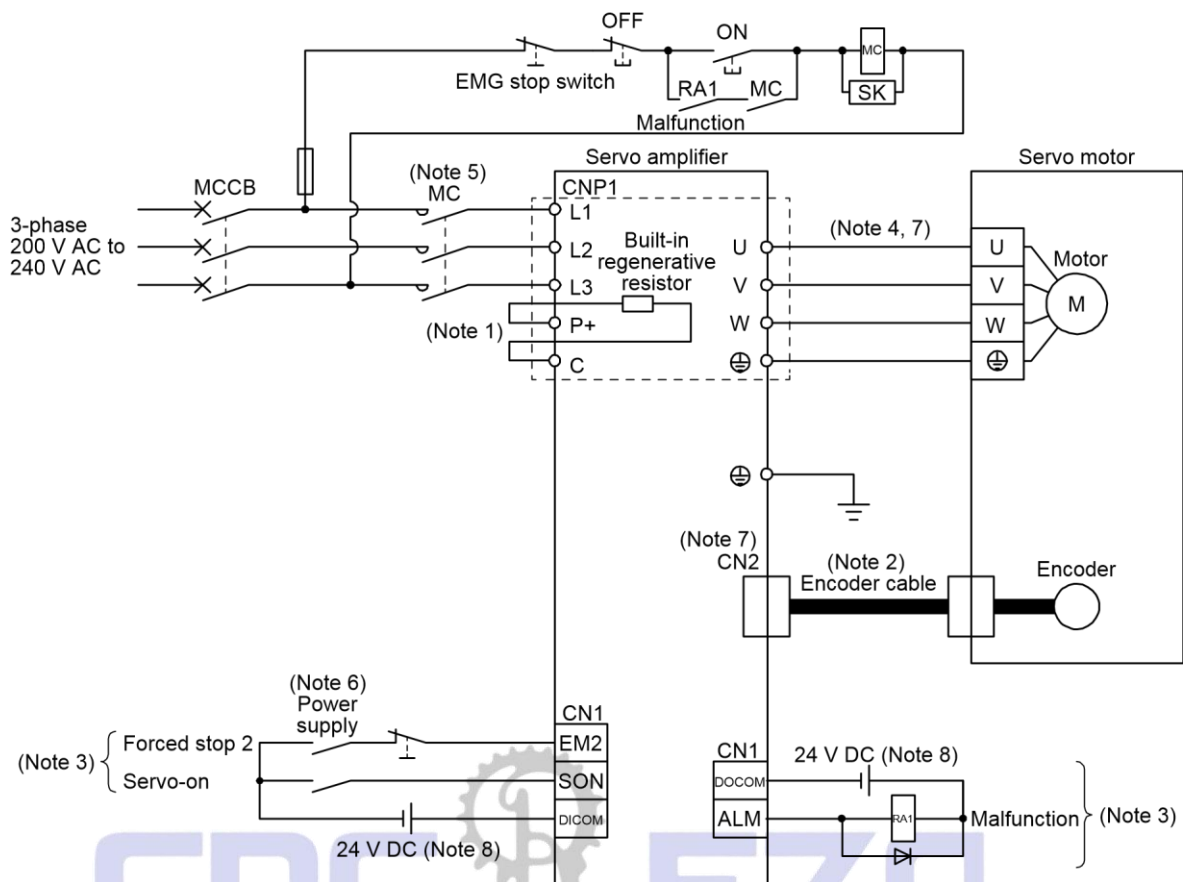 OFF
ON
MC
EMG stop switch
RA1
MC
SK
Malfunction
Servo amplifier
Servo motor
MCCB
(Note 5)
MC
CNP1
3-phase
200 V AC to
240 V AC
L1
L2
L3
Built-in
regenerative
resistor
(Note 1)
P+
C
U
V
W
(Note 4, 7)
U
V
W
Motor
M
(Note 7)
CN2
(Note 2)
Encoder cable
Encoder
(Note 6)
Power
supply
CN1
(Note 3)
Forced stop 2
Servo-on
EM2
SON
DICOM
24 V DC (Note 8)
CN1
DOCOM
ALM
24 V DC (Note 8)
RA1
Malfunction
(Note 3)